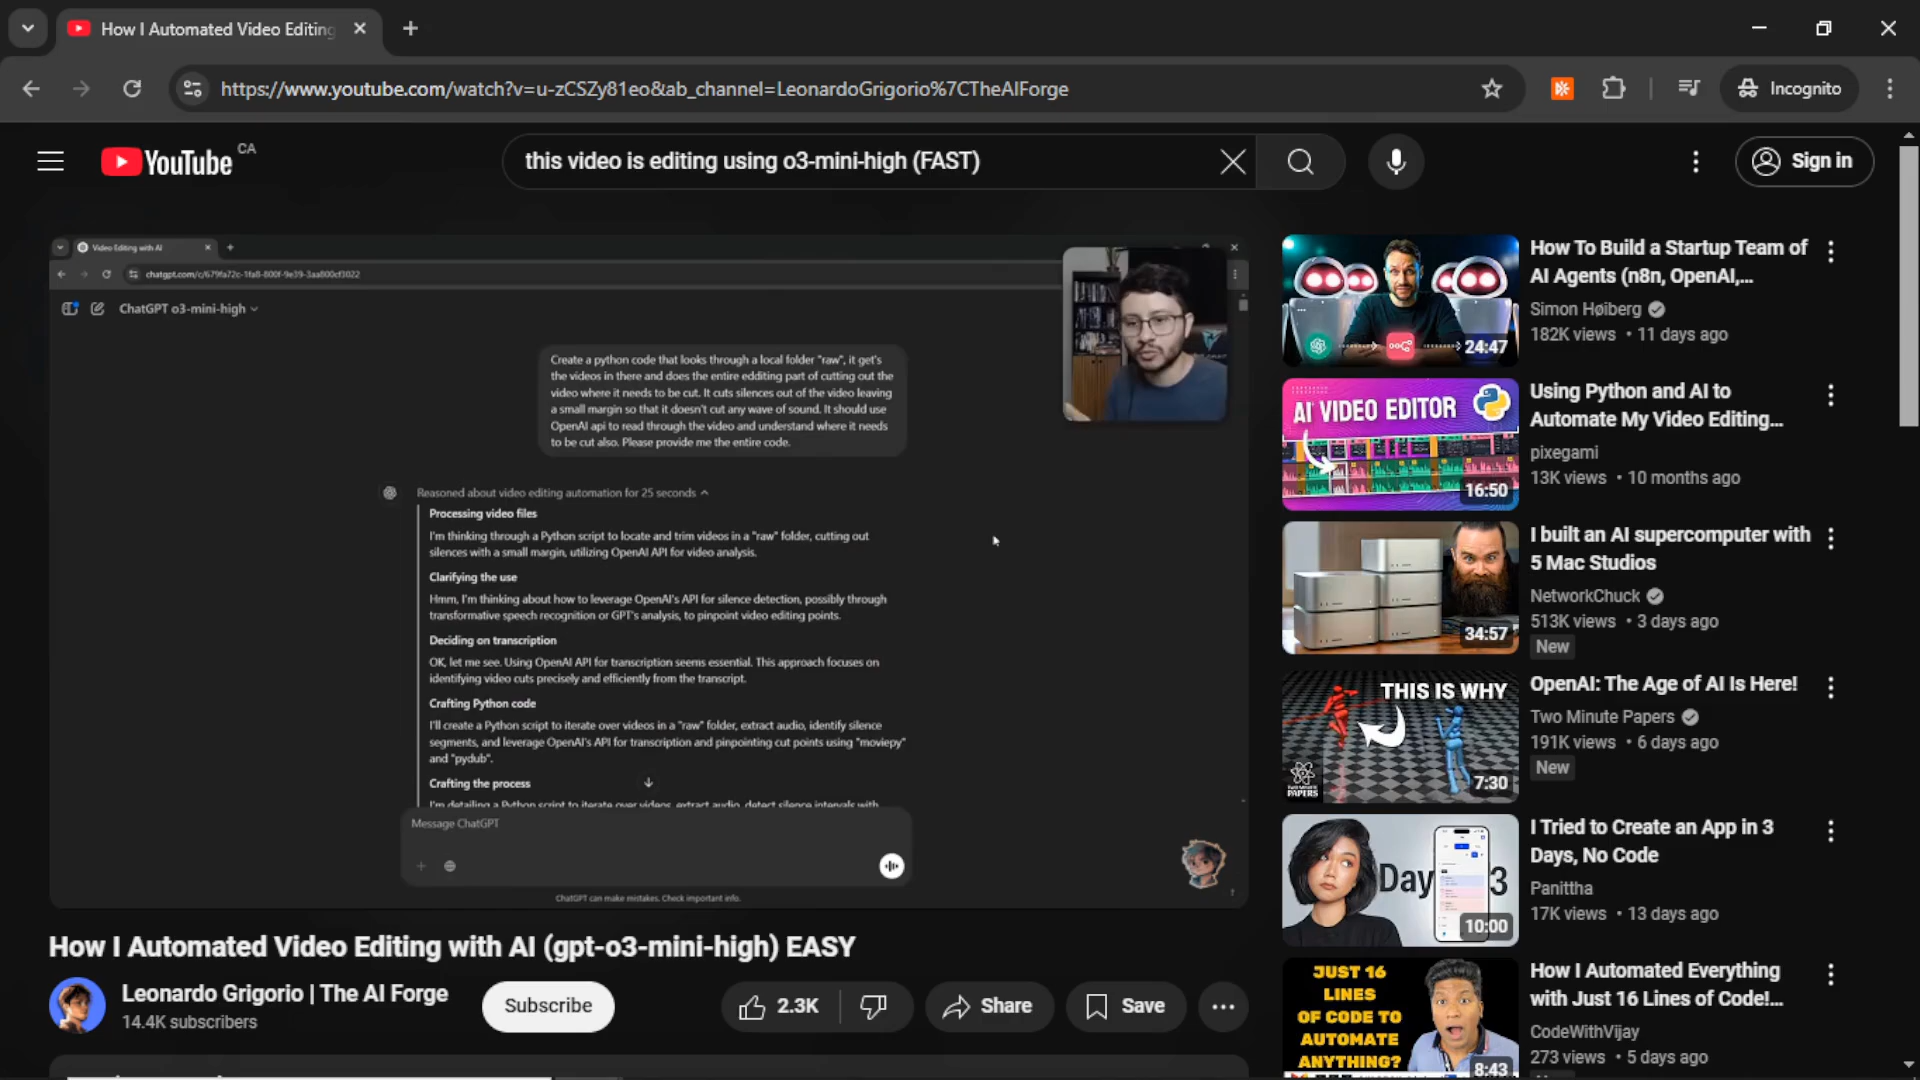 How I Automated Video Editing
https://www.youtube.com/watch?v=u-zCSZy81eo&ab_channel=LeonardoGrigorio%7CTheAIForge
Incognito
YouTube CA
this video is editing using o3-mini-high (FAST)
Sign in
Video Editing with AI
chatgpt.com/c/679fa72c-1fa8-800f-9e39-3aa800cf3022
ChatGPT o3-mini-high
Create a python code that looks through a local folder "raw", it get's
the videos in there and does the entire edditing part of cutting out the
video where it needs to be cut. It cuts silences out of the video leaving
a small margin so that it doesn't cut any wave of sound. It should use
OpenAI api to read through the video and understand where it needs
to be cut also. Please provide me the entire code.
Reasoned about video editing automation for 25 seconds
Processing video files
I'm thinking through a Python script to locate and trim videos in a "raw" folder, cutting out
silences with a small margin, utilizing OpenAI API for video analysis.
Clarifying the use
Hmm, I'm thinking about how to leverage OpenAI's API for silence detection, possibly through
transformative speech recognition or GPT's analysis, to pinpoint video editing points.
Deciding on transcription
OK, let me see. Using OpenAI API for transcription seems essential. This approach focuses on
identifying video cuts precisely and efficiently from the transcript.
Crafting Python code
I'll create a Python script to iterate over videos in a "raw" folder, extract audio, identify silence
segments, and leverage OpenAI's API for transcription and pinpointing cut points using "moviepy"
and "pydub".
Crafting the process
I'm detailing a Python script to iterate over videos, extract audio, detect silence intervals with
Message ChatGPT
ChatGPT can make mistakes. Check important info.
How I Automated Video Editing with AI (gpt-o3-mini-high) EASY
Leonardo Grigorio | The AI Forge
14.4K subscribers
Subscribe
2.3K
Share
Save
24:47
How To Build a Startup Team of
AI Agents (n8n, OpenAI,...
Simon Høiberg
182K views • 11 days ago
AI VIDEO EDITOR
16:50
Using Python and AI to
Automate My Video Editing...
pixegami
13K views • 10 months ago
34:57
I built an AI supercomputer with
5 Mac Studios
NetworkChuck
513K views • 3 days ago
New
THIS IS WHY
TWO MINUTE
PAPERS
7:30
OpenAI: The Age of AI Is Here!
Two Minute Papers
191K views • 6 days ago
New
Day 3
10:00
I Tried to Create an App in 3
Days, No Code
Panittha
17K views • 13 days ago
JUST 16
LINES
OF CODE TO
AUTOMATE
ANYTHING?
8:43
How I Automated Everything
with Just 16 Lines of Code!...
CodeWithVijay
273 views • 5 days ago